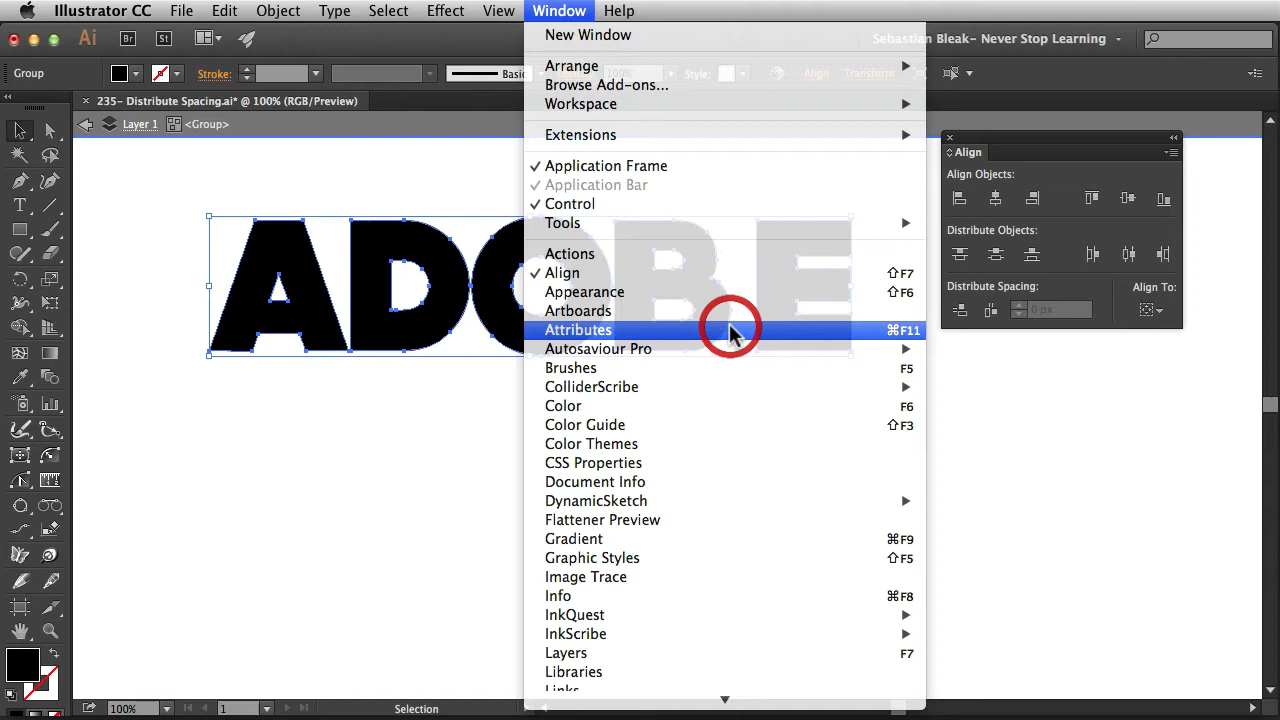 Illustrator CC File Edit Object Type Select Effect View Window Help
Ai Br St Sebastian Bleak- Never Stop Learning
Group Stroke: Basic 100% Style: Align Transform
× 235- Distribute Spacing.ai* @ 100% (RGB/Preview)
Layer 1 <Group>
ADOBE
New Window
Arrange
Browse Add-ons...
Workspace
Extensions
✓ Application Frame
✓ Application Bar
✓ Control
Tools
Actions
✓ Align ⇧F7
Appearance ⇧F6
Artboards
Attributes ⌘F11
Autosaviour Pro
Brushes F5
ColliderScribe
Color F6
Color Guide ⇧F3
Color Themes
CSS Properties
Document Info
DynamicSketch
Flattener Preview
Gradient ⌘F9
Graphic Styles ⇧F5
Image Trace
Info ⌘F8
InkQuest
InkScribe
Layers F7
Libraries
Links
Align
Align Objects:
Distribute Objects:
Distribute Spacing: Align To:
0 px
100% 1 Selection